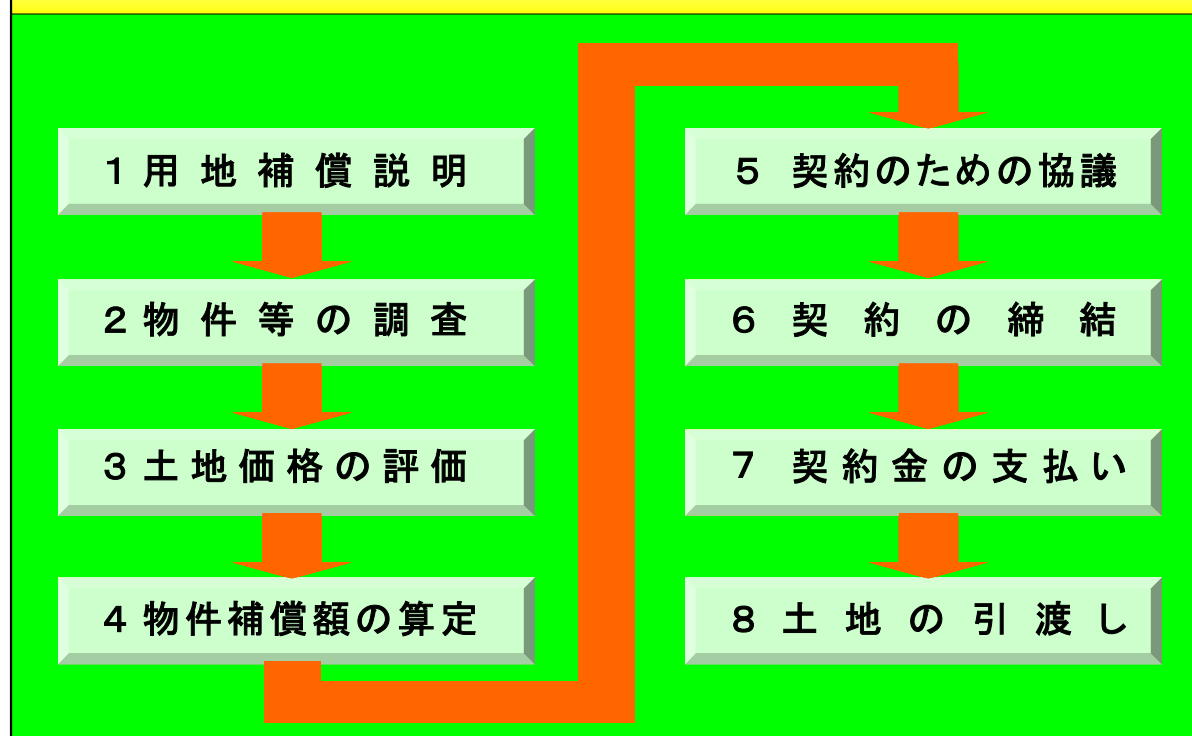 1用地補償説明
2物件等の調査
3土地価格の評価
4物件補償額の算定
5 契約のための協議
6 契約の締結
7 契約金の支払い
8土地の引渡し